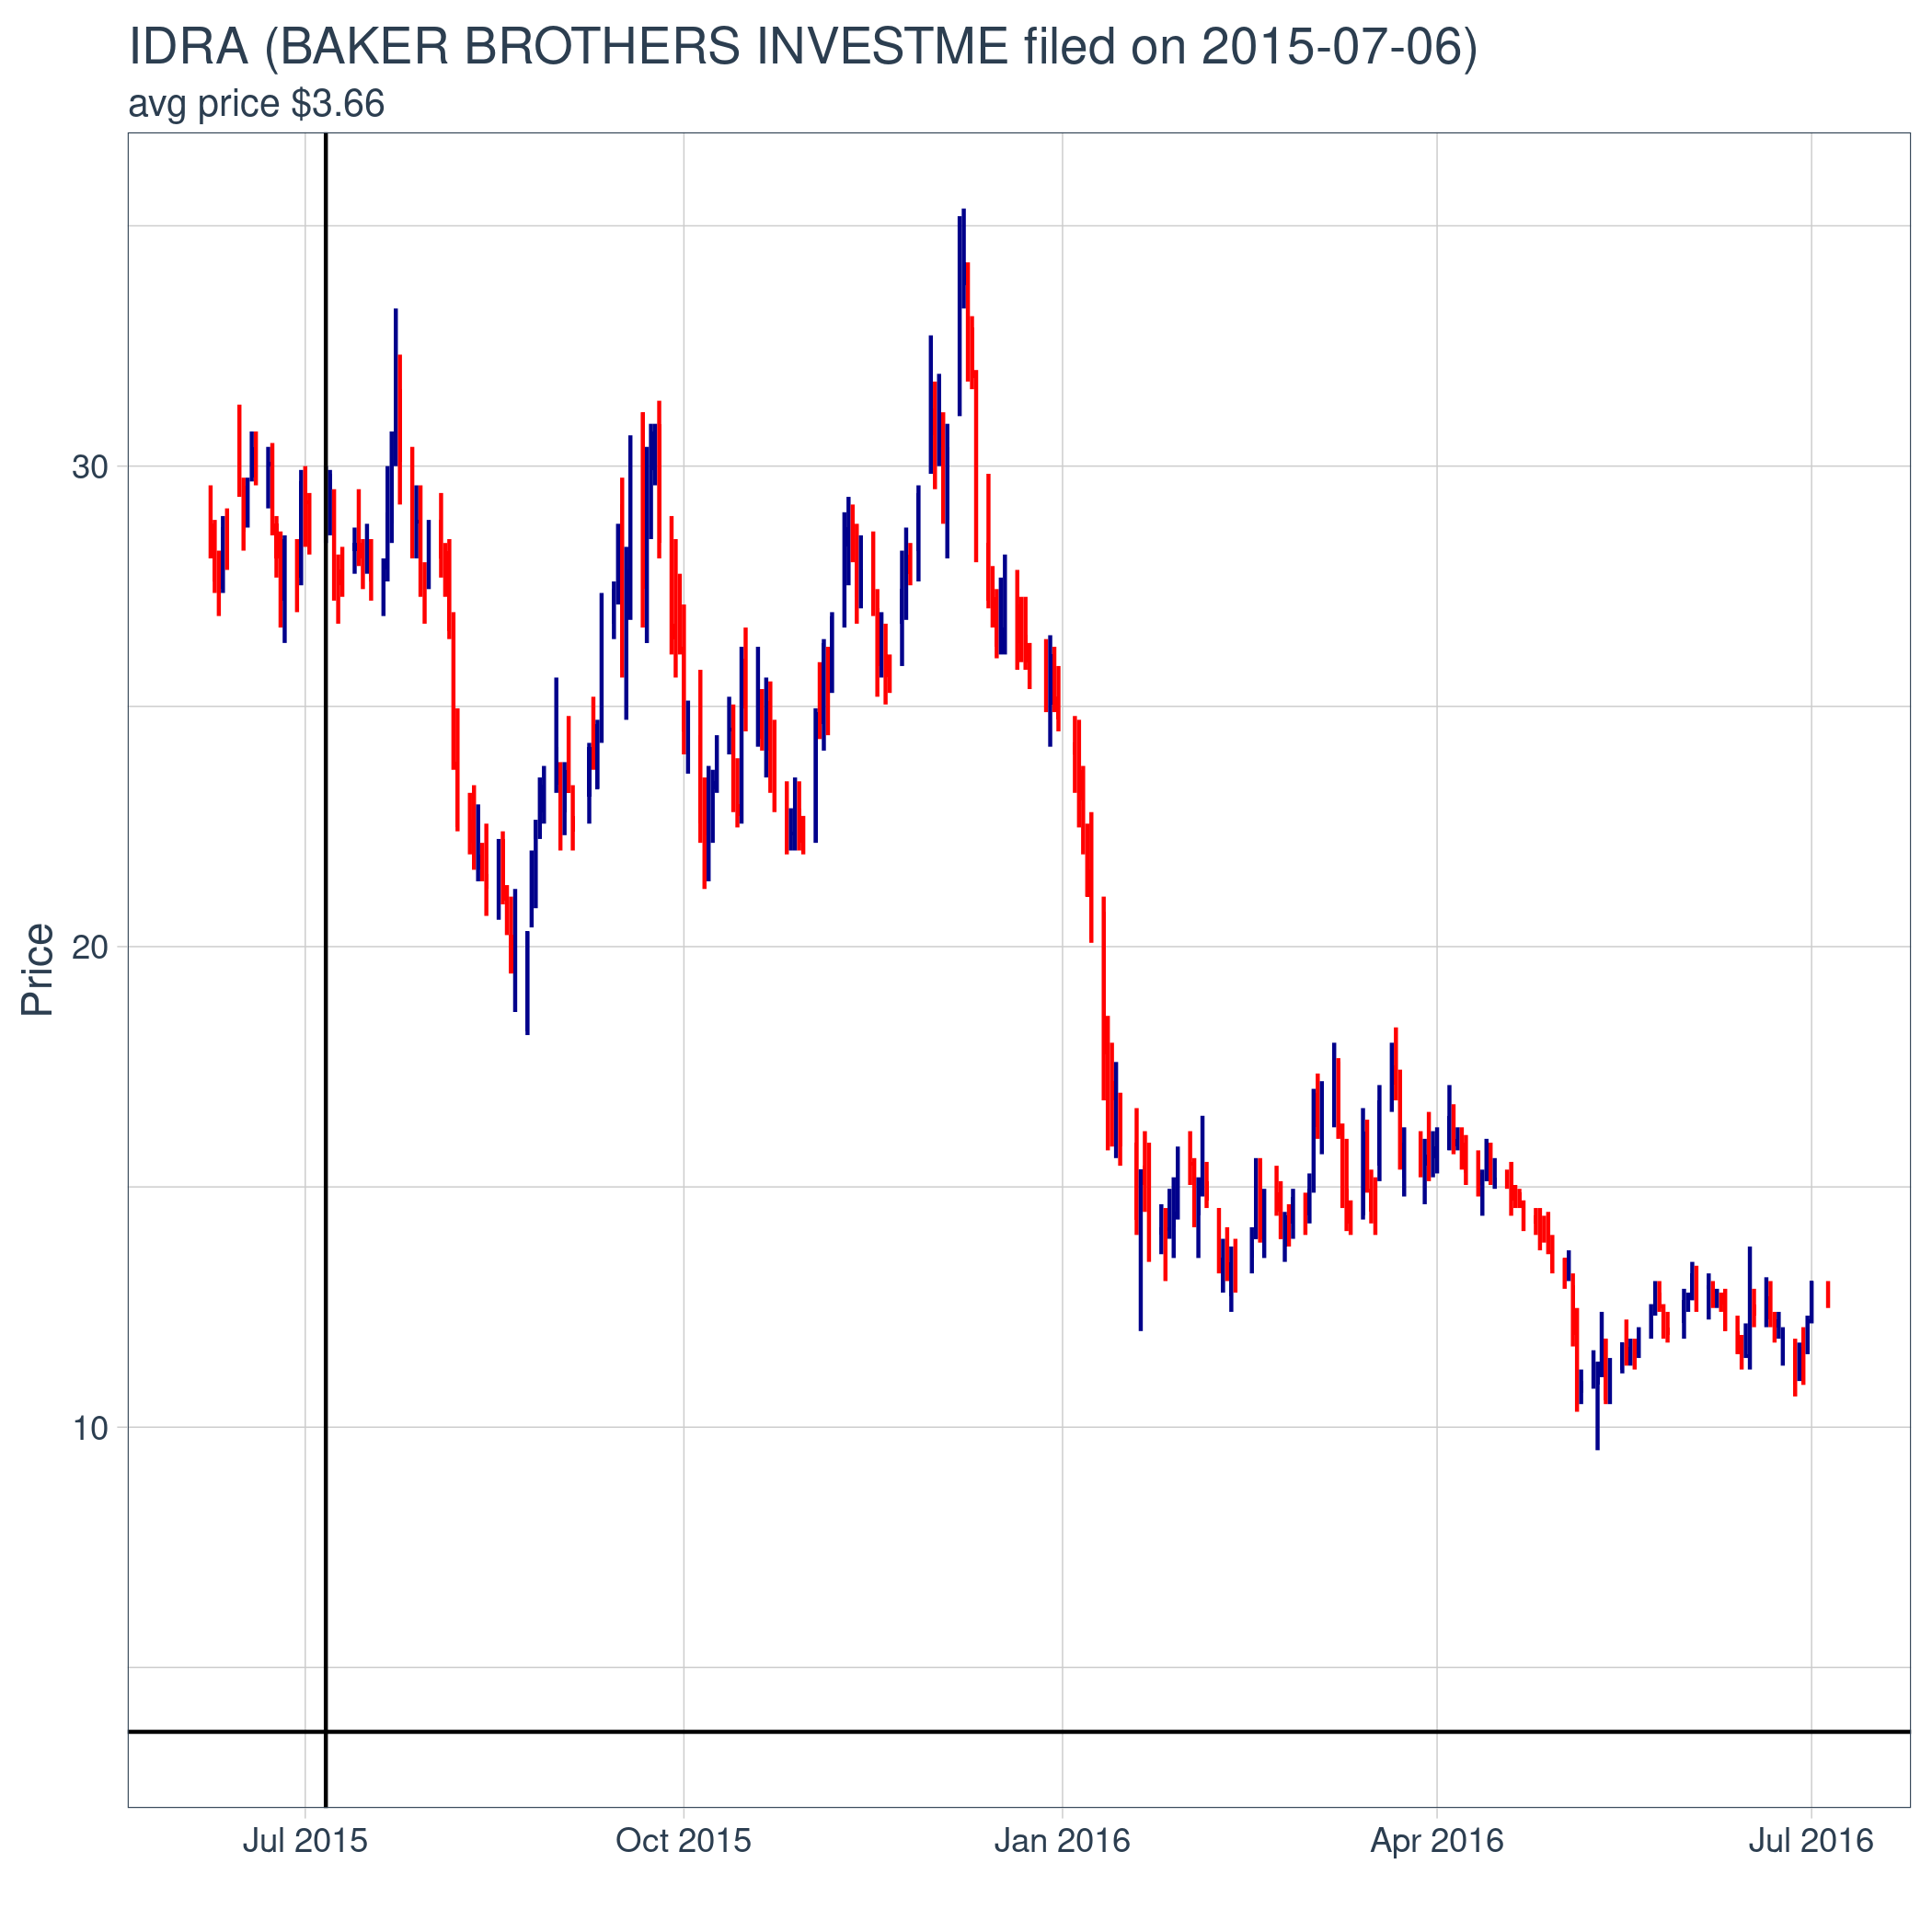 IDRA (BAKER BROTHERS INVESTME filed on 2015-07-06)
avg price $3.66
Price
30
20
10
Jul 2015 Oct 2015 Jan 2016 Apr 2016 Jul 2016